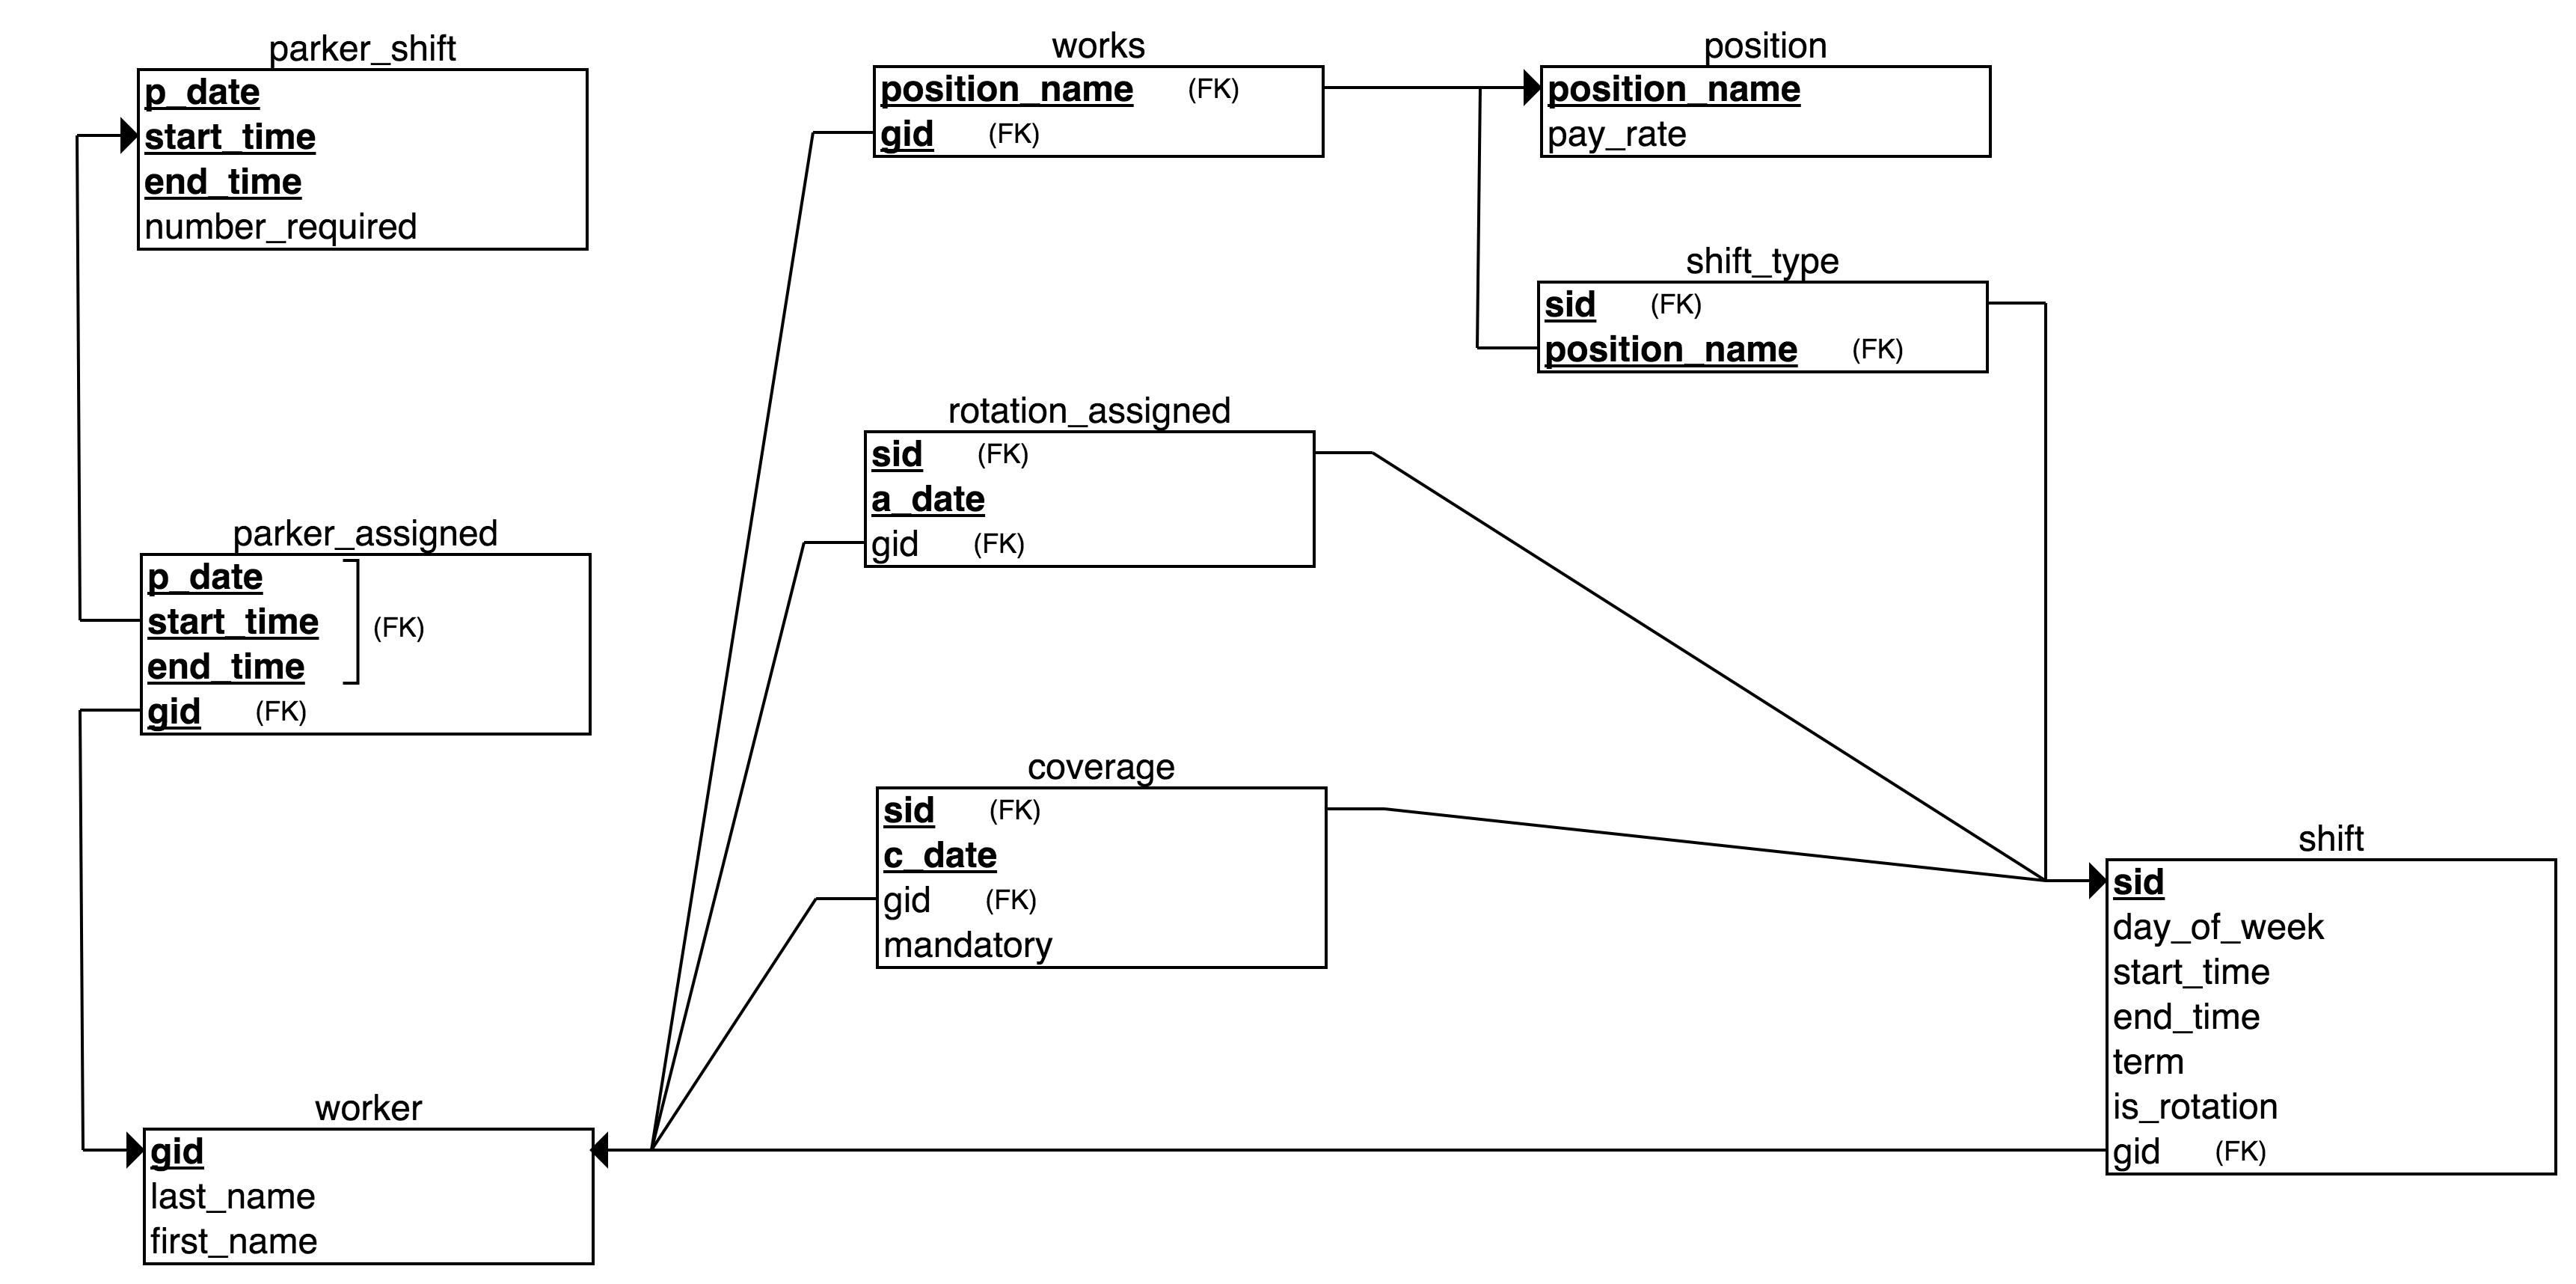 parker_shift
p_date
start_time
end_time
number_required
works
position_name (FK)
gid (FK)
position
position_name
pay_rate
shift_type
sid (FK)
position_name (FK)
rotation_assigned
sid (FK)
a_date
gid (FK)
parker_assigned
p_date
start_time
end_time
(FK)
gid (FK)
coverage
sid (FK)
c_date
gid (FK)
mandatory
shift
sid
day_of_week
start_time
end_time
term
is_rotation
gid (FK)
worker
gid
last_name
first_name